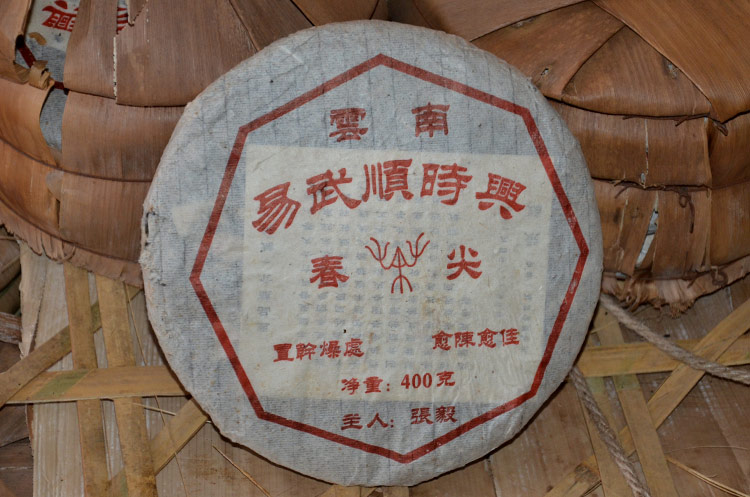 雲南
易武順時興
春尖
置幹燥處 愈陳愈佳
净重：400克
主人：張毅